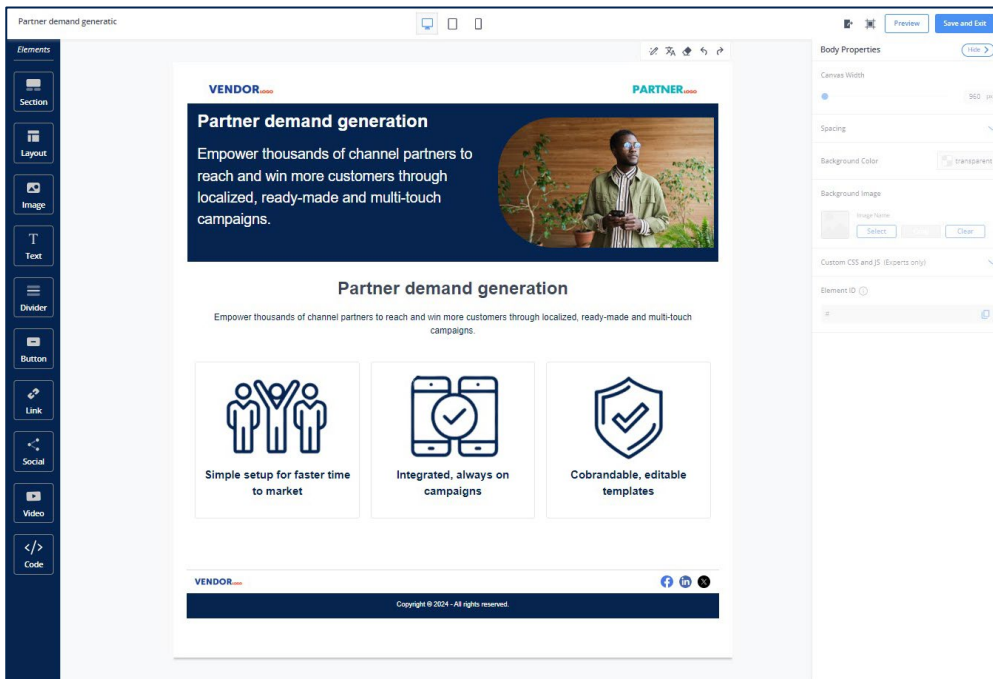 Partner demand generatic
Preview
Save and Exit
Elements
Section
Layout
Image
Text
Divider
Button
Link
Social
Video
Code
VENDOR LOGO
PARTNER LOGO
Partner demand generation
Empower thousands of channel partners to
reach and win more customers through
localized, ready-made and multi-touch
campaigns.
Partner demand generation
Empower thousands of channel partners to reach and win more customers through localized, ready-made and multi-touch
campaigns.
Simple setup for faster time
to market
Integrated, always on
campaigns
Cobrandable, editable
templates
VENDOR
Copyright © 2024 - All rights reserved.
Body Properties
Hide
Canvas Width
960
Spacing
Background Color
transparent
Background Image
Image Name
Select
Clear
Custom CSS and JS (Experts only)
Element ID
#